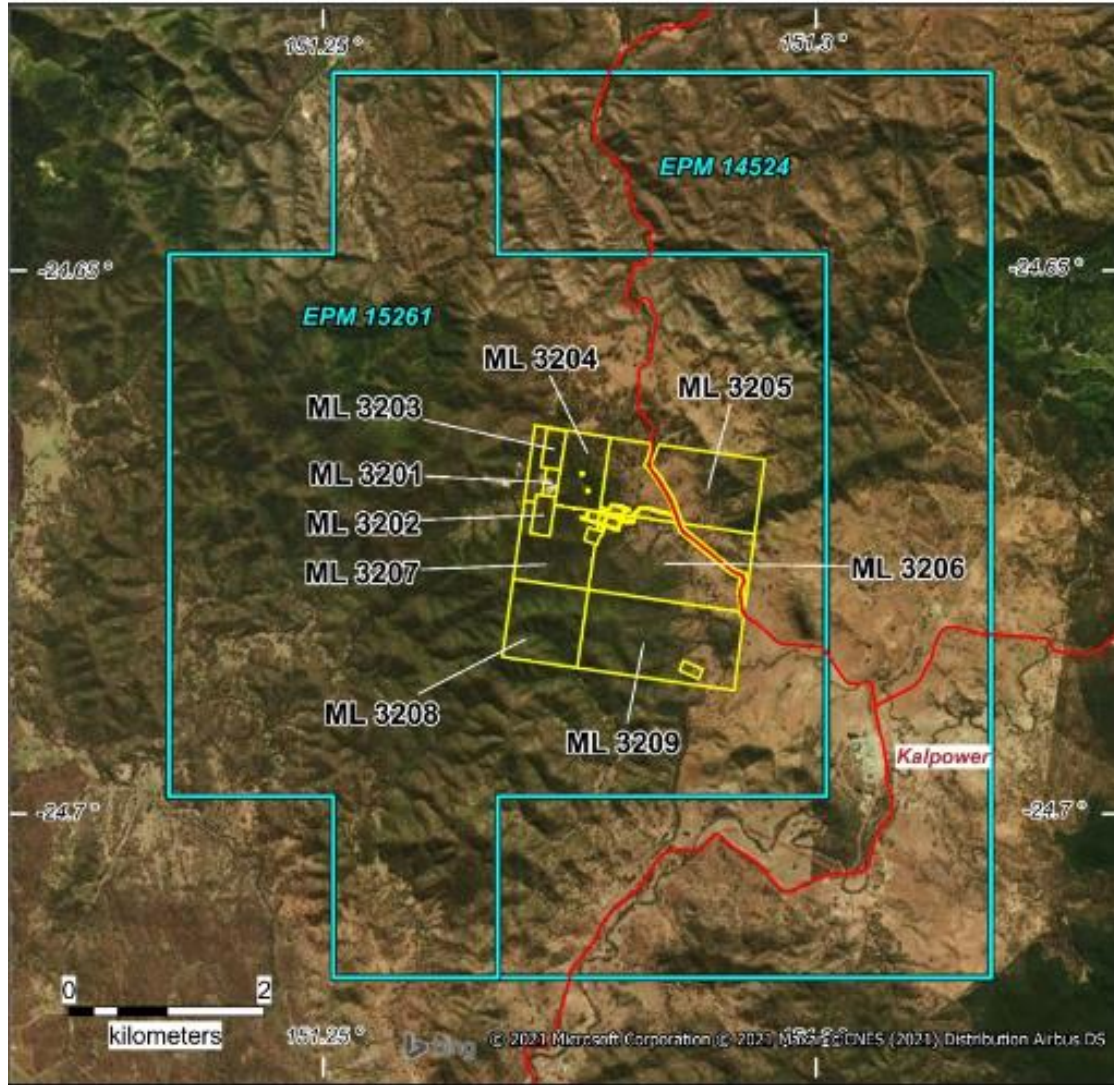 151.25 °
151.3 °
EPM 14524
-24.65 °
-24.65 °
EPM 15261
ML 3204
ML 3205
ML 3203
ML 3201
ML 3202
ML 3207
ML 3206
ML 3208
ML 3209
Kalpower
-24.7 °
-24.7 °
0 2
kilometers
151.25 °
Bing
© 2021 Microsoft Corporation © 2021 Maxar © CNES (2021) Distribution Airbus DS